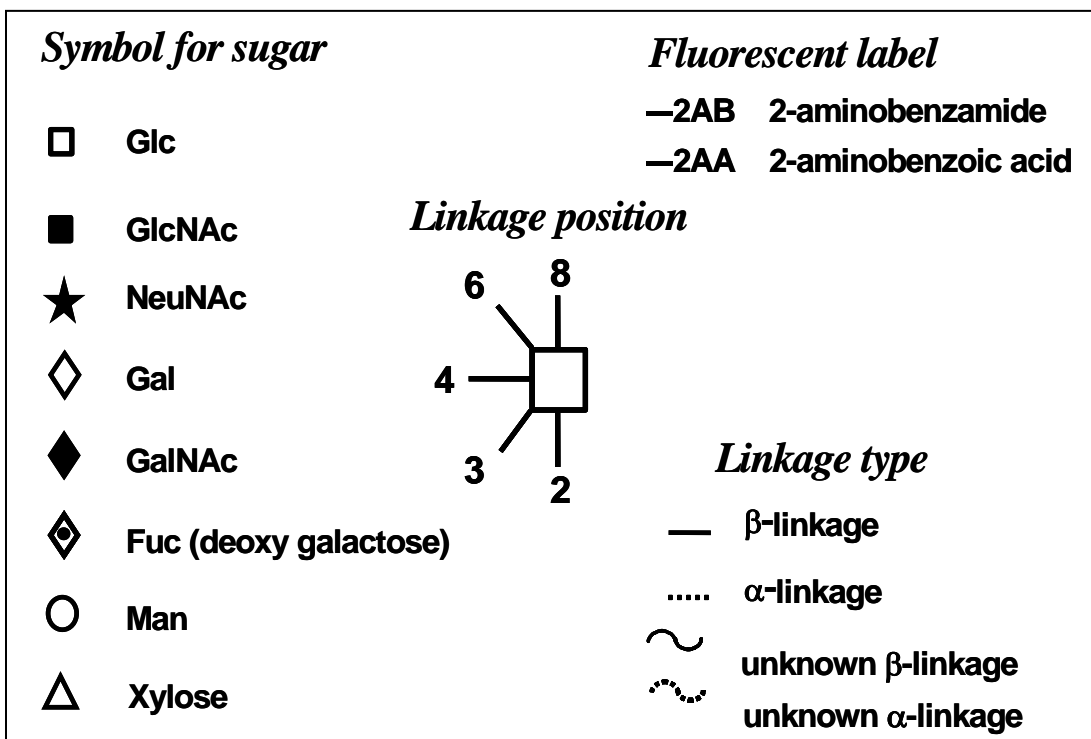 Symbol for sugar
Glc
GlcNAc
NeuNAc
Gal
GalNAc
Fuc (deoxy galactose)
Man
Xylose
Fluorescent label
—2AB 2-aminobenzamide
—2AA 2-aminobenzoic acid
Linkage position
6
8
4
3
2
Linkage type
β-linkage
α-linkage
unknown β-linkage
unknown α-linkage